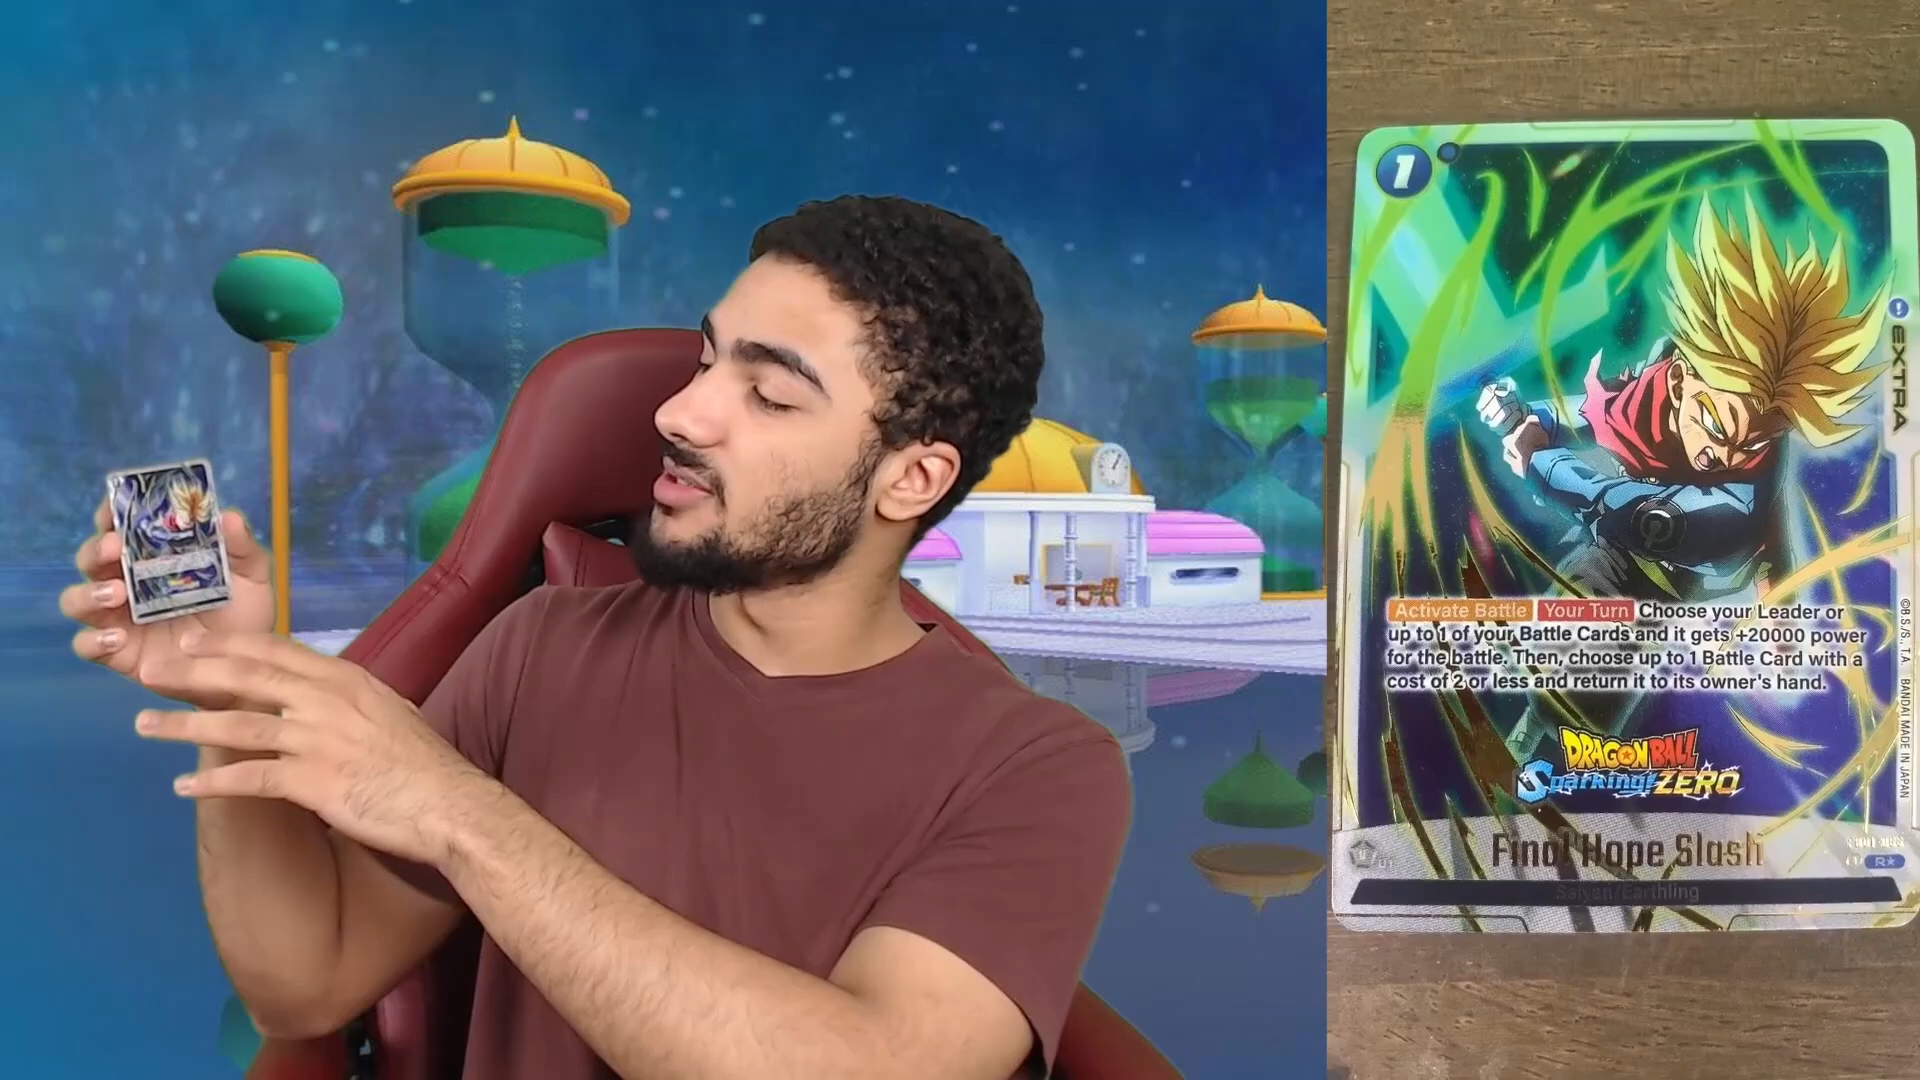 1
EXTRA
Activate Battle Your Turn Choose your Leader or
up to 1 of your Battle Cards and it gets +20000 power
for the battle. Then, choose up to 1 Battle Card with a
cost of 2 or less and return it to its owner's hand.
DRAGON BALL
Sparking! ZERO
Final Hope Slash
R★
Saiyan/Earthling
©B.S./S., T.A. BANDAI MADE IN JAPAN